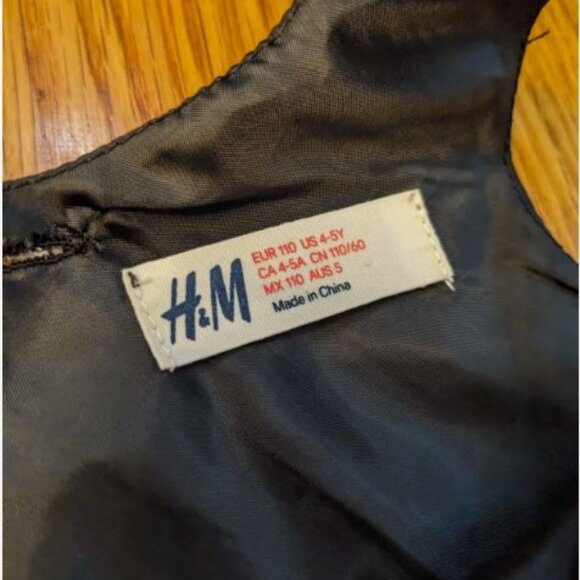 H&M
EUR 110 US 4-5Y
CA 4-5A CN 110/60
MX 110 AUS 5
Made in China